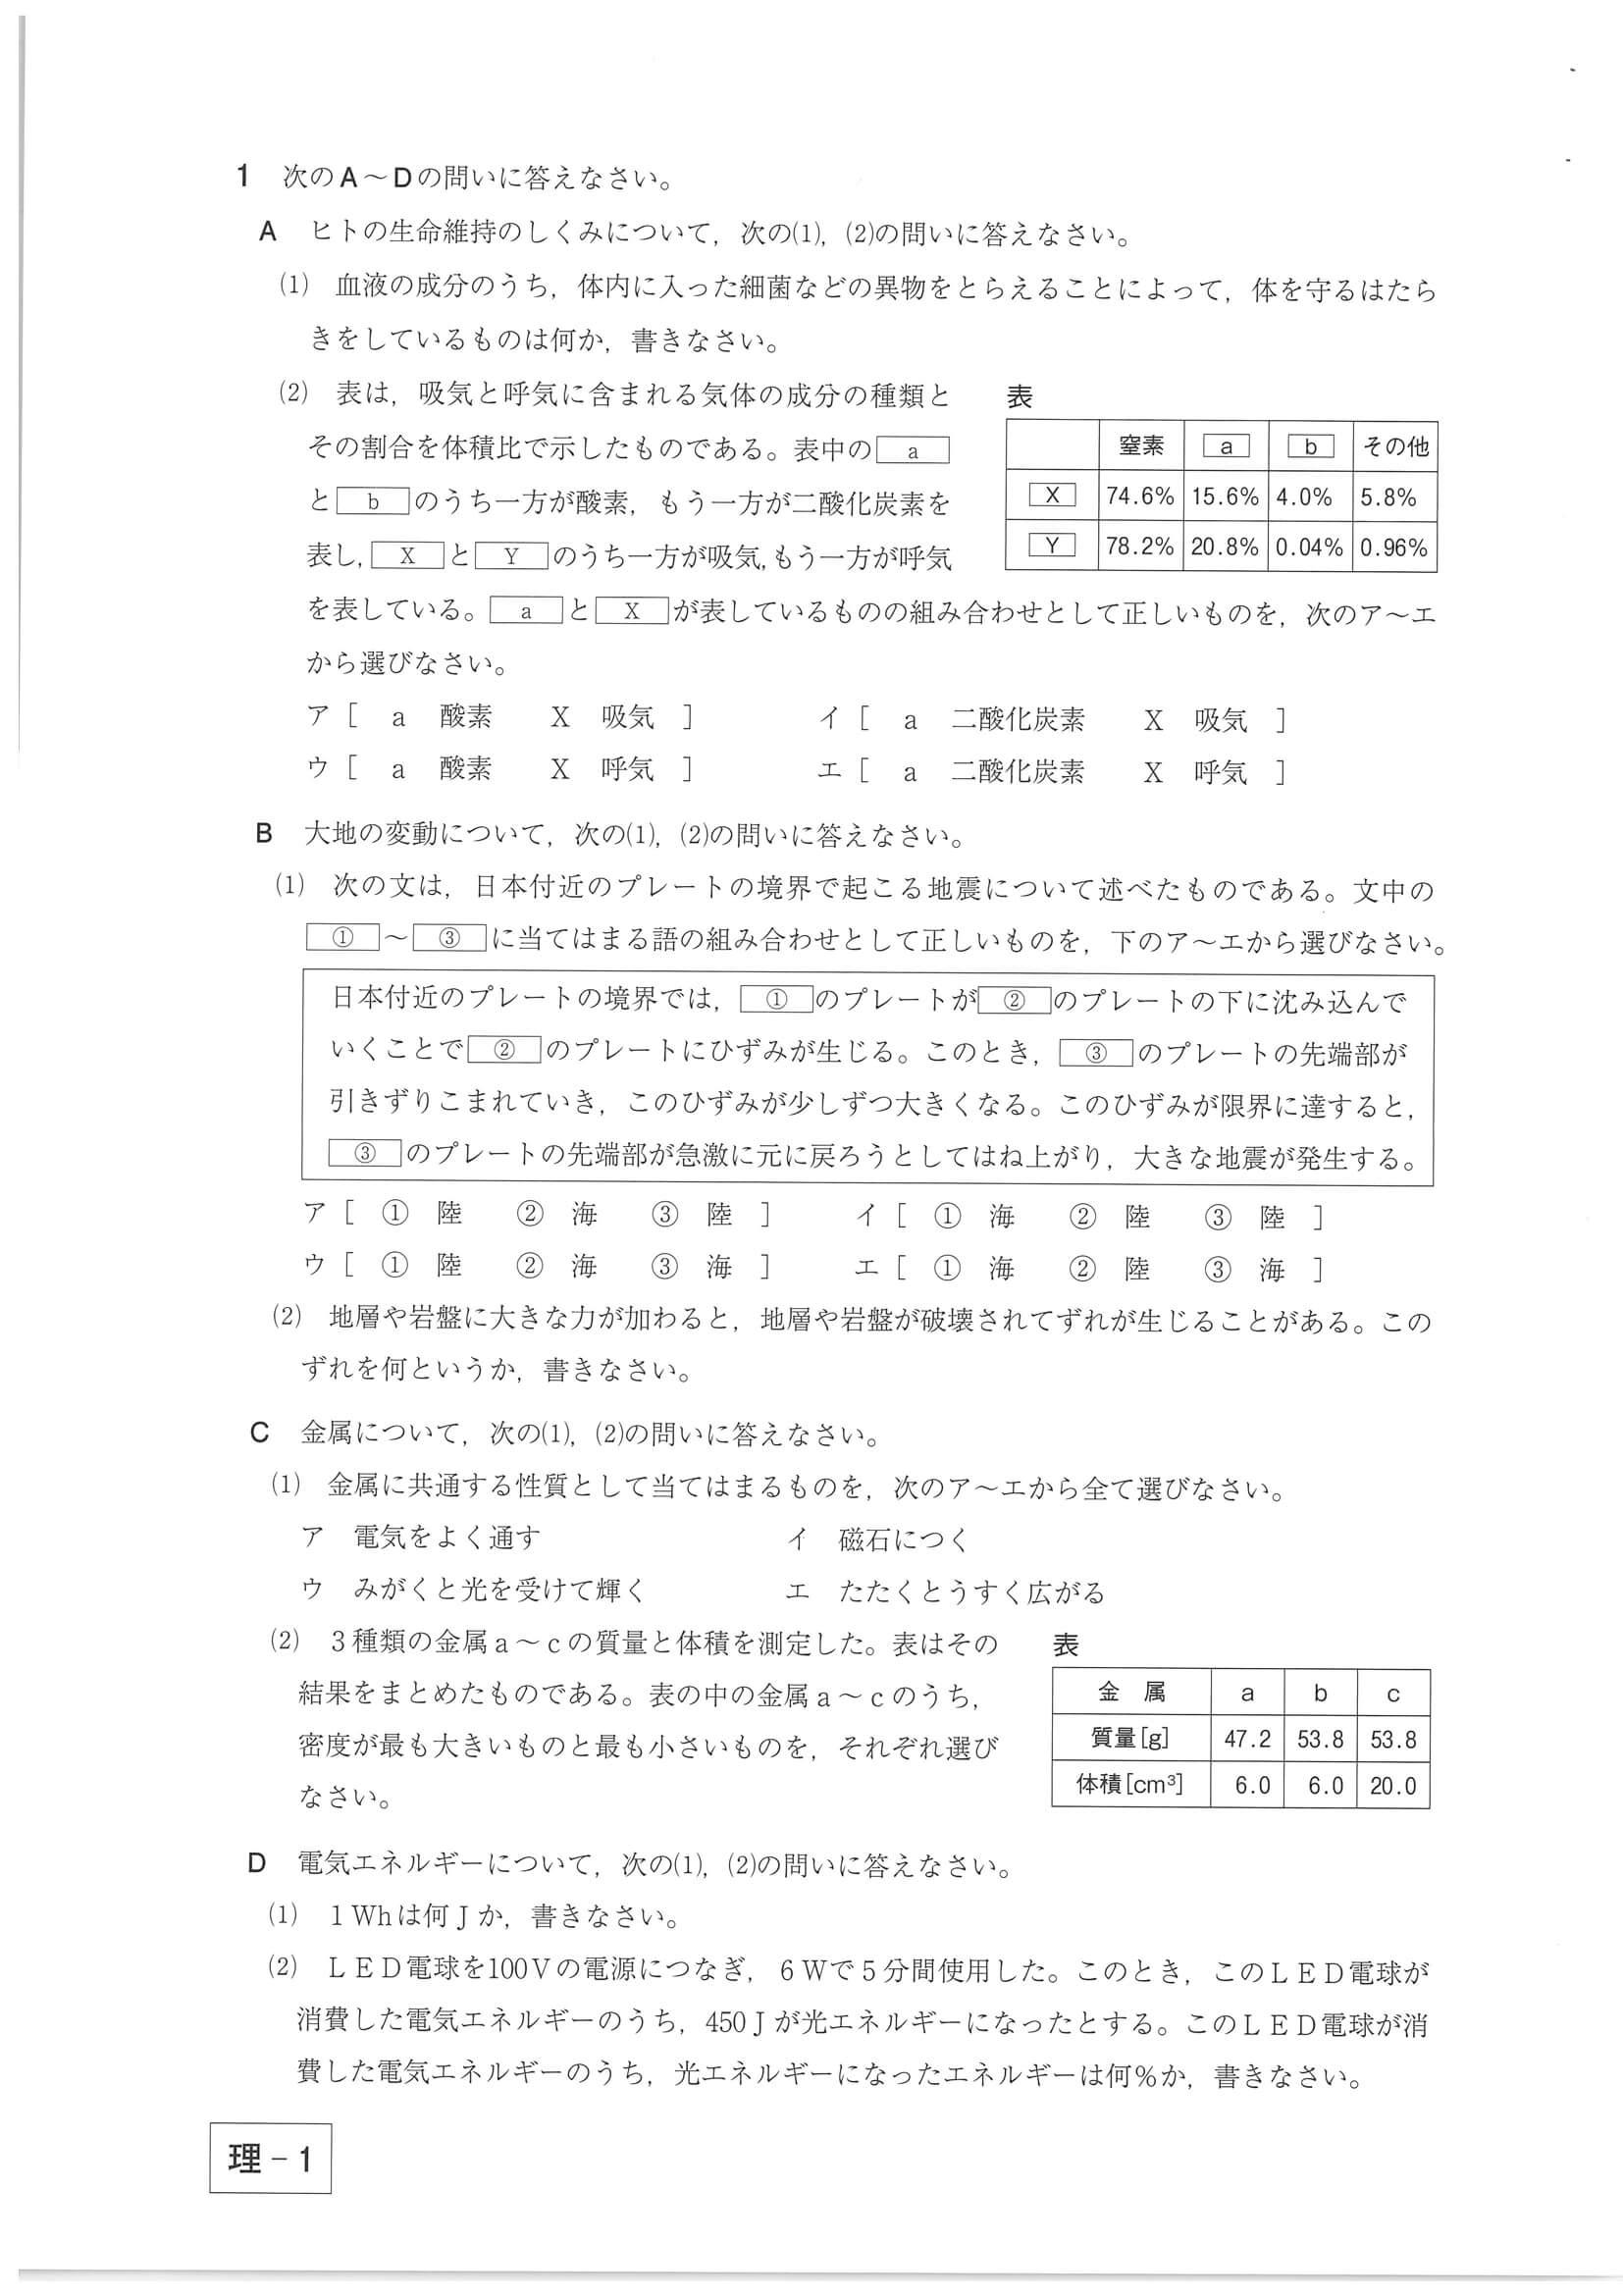 1 次のA〜Dの問いに答えなさい。
A ヒトの生命維持のしくみについて，次の⑴，⑵の問いに答えなさい。
⑴ 血液の成分のうち，体内に入った細菌などの異物をとらえることによって，体を守るはたら
きをしているものは何か，書きなさい。
⑵ 表は，吸気と呼気に含まれる気体の成分の種類と
その割合を体積比で示したものである。表中の a
と b のうち一方が酸素，もう一方が二酸化炭素を
表し， X と Y のうち一方が吸気，もう一方が呼気
を表している。 a と X が表しているものの組み合わせとして正しいものを，次のア〜エ
から選びなさい。
表
窒素 a b その他
X 74.6% 15.6% 4.0% 5.8%
Y 78.2% 20.8% 0.04% 0.96%
ア［ a 酸素 X 吸気 ］ イ［ a 二酸化炭素 X 吸気 ］
ウ［ a 酸素 X 呼気 ］ エ［ a 二酸化炭素 X 呼気 ］
B 大地の変動について，次の⑴，⑵の問いに答えなさい。
⑴ 次の文は，日本付近のプレートの境界で起こる地震について述べたものである。文中の
① 〜 ③ に当てはまる語の組み合わせとして正しいものを，下のア〜エから選びなさい。
日本付近のプレートの境界では， ① のプレートが ② のプレートの下に沈み込んで
いくことで ② のプレートにひずみが生じる。このとき， ③ のプレートの先端部が
引きずりこまれていき，このひずみが少しずつ大きくなる。このひずみが限界に達すると，
③ のプレートの先端部が急激に元に戻ろうとしてはね上がり，大きな地震が発生する。
ア［ ① 陸 ② 海 ③ 陸 ］ イ［ ① 海 ② 陸 ③ 陸 ］
ウ［ ① 陸 ② 海 ③ 海 ］ エ［ ① 海 ② 陸 ③ 海 ］
⑵ 地層や岩盤に大きな力が加わると，地層や岩盤が破壊されてずれが生じることがある。この
ずれを何というか，書きなさい。
C 金属について，次の⑴，⑵の問いに答えなさい。
⑴ 金属に共通する性質として当てはまるものを，次のア〜エから全て選びなさい。
ア 電気をよく通す イ 磁石につく
ウ みがくと光を受けて輝く エ たたくとうすく広がる
⑵ 3種類の金属a〜cの質量と体積を測定した。表はその
結果をまとめたものである。表の中の金属a〜cのうち，
密度が最も大きいものと最も小さいものを，それぞれ選び
なさい。
表
金 属 a b c
質量[g] 47.2 53.8 53.8
体積[cm³] 6.0 6.0 20.0
D 電気エネルギーについて，次の⑴，⑵の問いに答えなさい。
⑴ 1Whは何Jか，書きなさい。
⑵ LED電球を100Vの電源につなぎ，6Wで5分間使用した。このとき，このLED電球が
消費した電気エネルギーのうち，450Jが光エネルギーになったとする。このLED電球が消
費した電気エネルギーのうち，光エネルギーになったエネルギーは何%か，書きなさい。
理－1